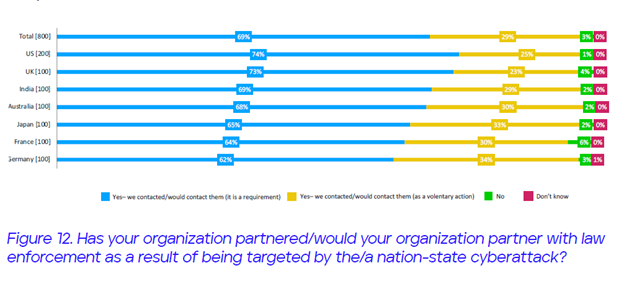 Total [800] 69% 29% 3% 0%
US [200] 74% 25% 1% 0%
UK [100] 73% 23% 4% 0%
India [100] 69% 29% 2% 0%
Australia [100] 68% 30% 2% 0%
Japan [100] 65% 33% 2% 0%
France [100] 64% 30% 6% 0%
Germany [100] 62% 34% 3% 1%
Yes– we contacted/would contact them (it is a requirement) Yes– we contacted/would contact them (as a voluntary action) No Don't know
Figure 12. Has your organization partnered/would your organization partner with law
enforcement as a result of being targeted by the/a nation-state cyberattack?